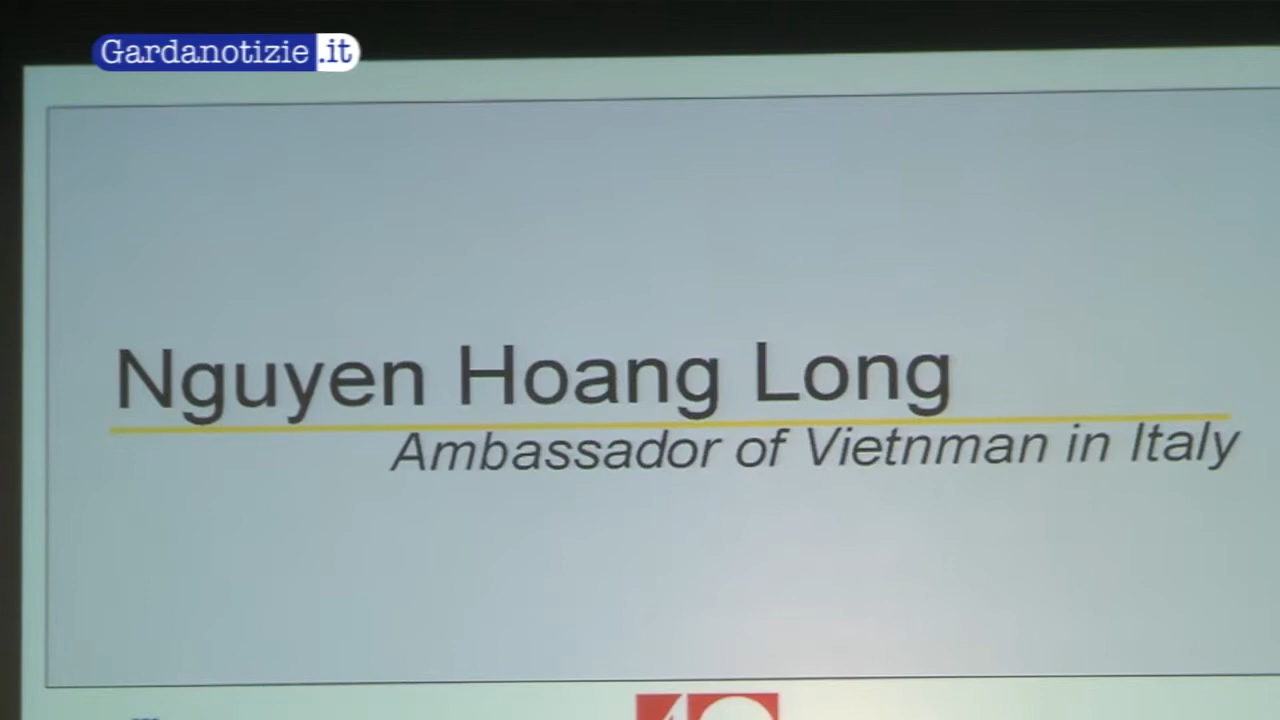 Gardanotizie.it
Nguyen Hoang Long
Ambassador of Vietnman in Italy